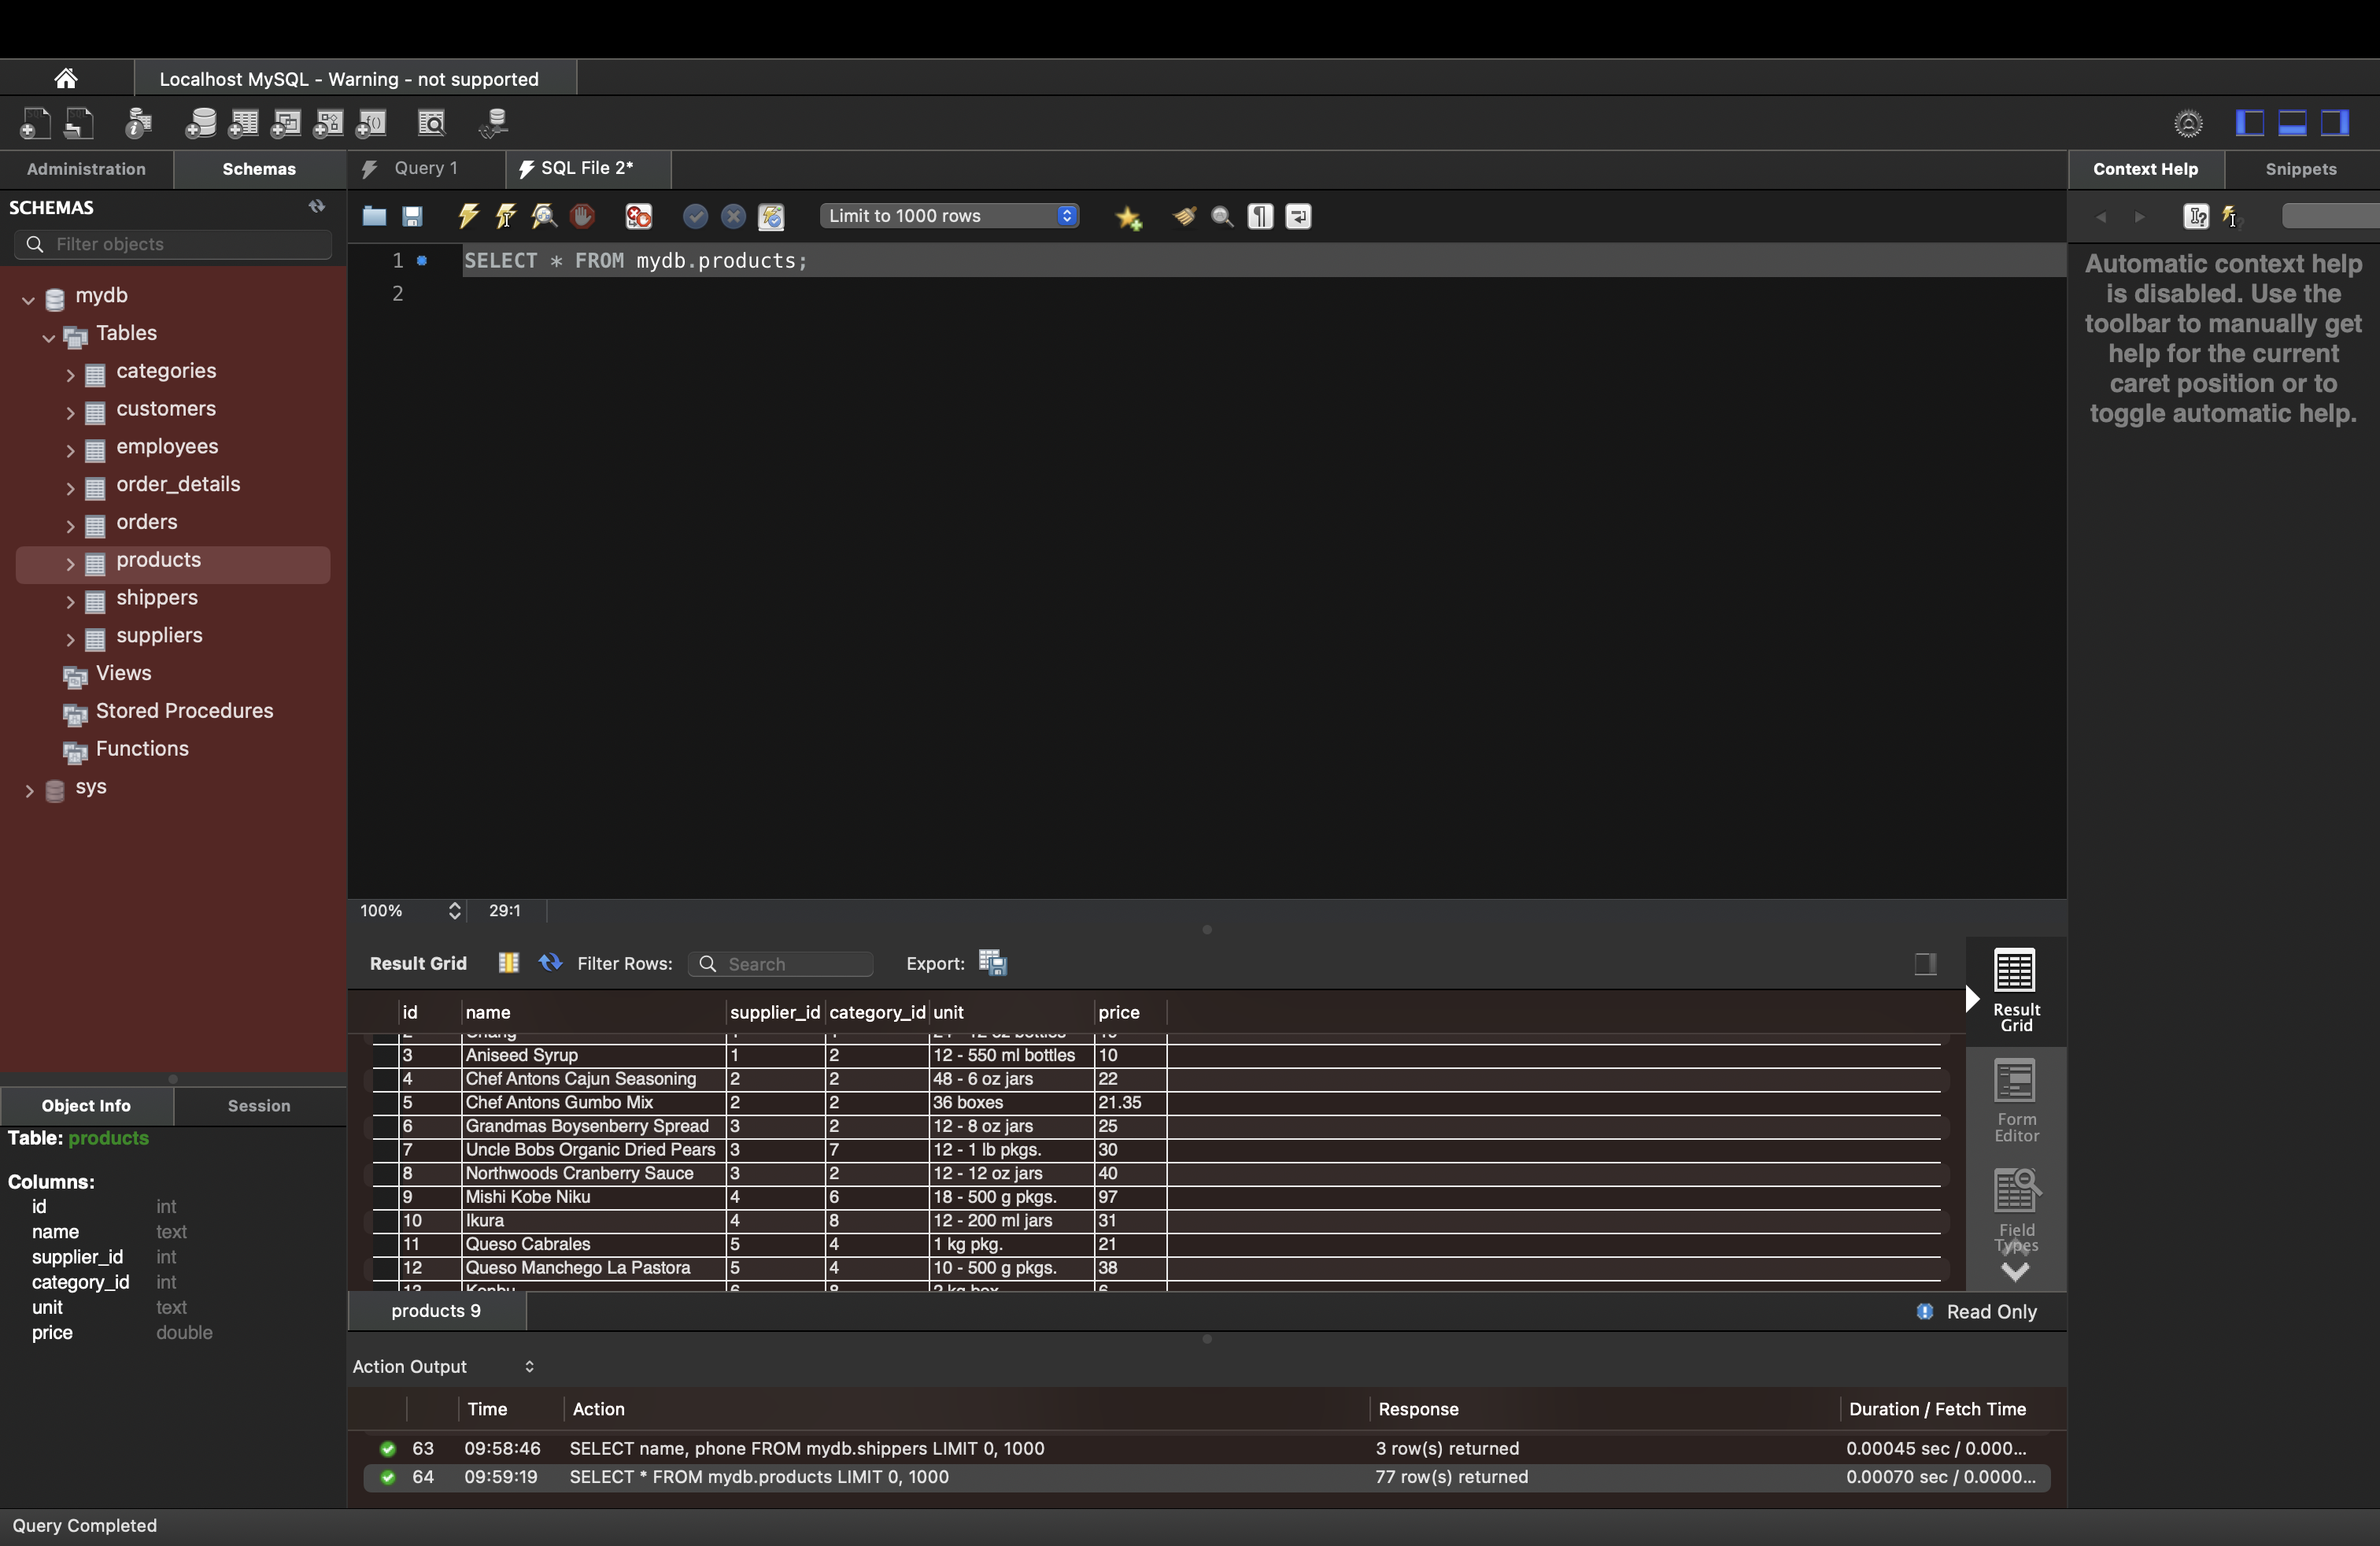 Localhost MySQL - Warning - not supported
Administration
Schemas
Query 1
SQL File 2*
Context Help
Snippets
SCHEMAS
Filter objects
Limit to 1000 rows
1 SELECT * FROM mydb.products;
2
Automatic context help
is disabled. Use the
toolbar to manually get
help for the current
caret position or to
toggle automatic help.
mydb
Tables
categories
customers
employees
order_details
orders
products
shippers
suppliers
Views
Stored Procedures
Functions
sys
100% 29:1
Result Grid Filter Rows: Search Export:
id name supplier_id category_id unit price
3 Aniseed Syrup 1 2 12 - 550 ml bottles 10
4 Chef Antons Cajun Seasoning 2 2 48 - 6 oz jars 22
5 Chef Antons Gumbo Mix 2 2 36 boxes 21.35
6 Grandmas Boysenberry Spread 3 2 12 - 8 oz jars 25
7 Uncle Bobs Organic Dried Pears 3 7 12 - 1 lb pkgs. 30
8 Northwoods Cranberry Sauce 3 2 12 - 12 oz jars 40
9 Mishi Kobe Niku 4 6 18 - 500 g pkgs. 97
10 Ikura 4 8 12 - 200 ml jars 31
11 Queso Cabrales 5 4 1 kg pkg. 21
12 Queso Manchego La Pastora 5 4 10 - 500 g pkgs. 38
Result
Grid
Form
Editor
Field
Types
Object Info
Session
Table: products
Columns:
id int
name text
supplier_id int
category_id int
unit text
price double
products 9
Read Only
Action Output
Time Action Response Duration / Fetch Time
63 09:58:46 SELECT name, phone FROM mydb.shippers LIMIT 0, 1000 3 row(s) returned 0.00045 sec / 0.000...
64 09:59:19 SELECT * FROM mydb.products LIMIT 0, 1000 77 row(s) returned 0.00070 sec / 0.0000...
Query Completed